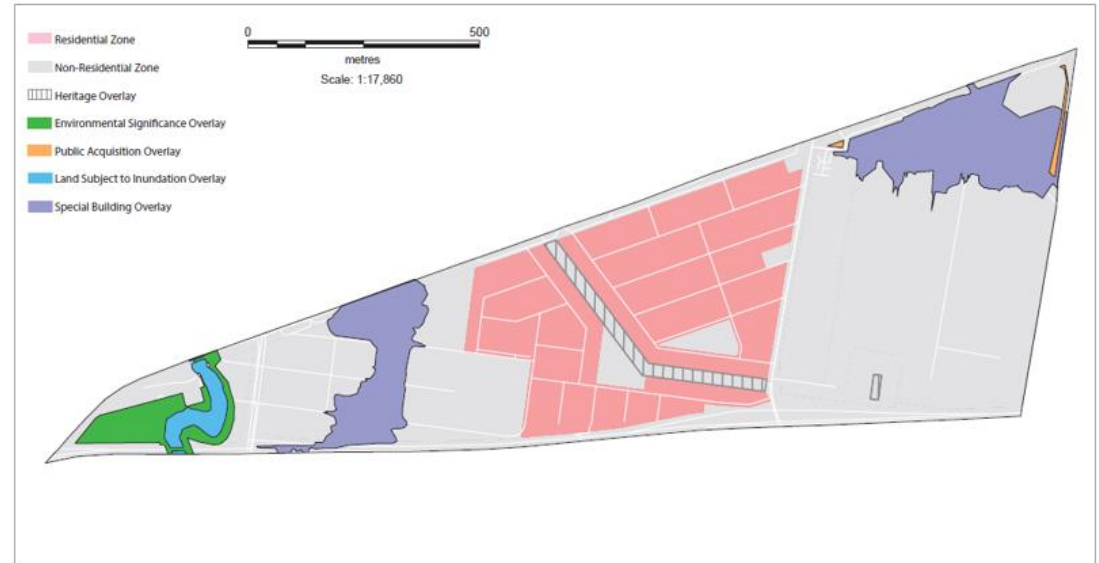 Residential Zone
Non-Residential Zone
Heritage Overlay
Environmental Significance Overlay
Public Acquisition Overlay
Land Subject to Inundation Overlay
Special Building Overlay
0 500
metres
Scale: 1:17,860